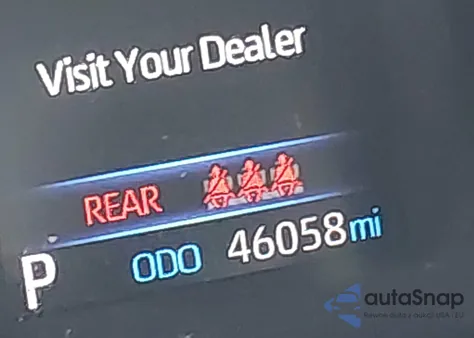 Visit Your Dealer
REAR
P ODO 46058 mi
autaSnap